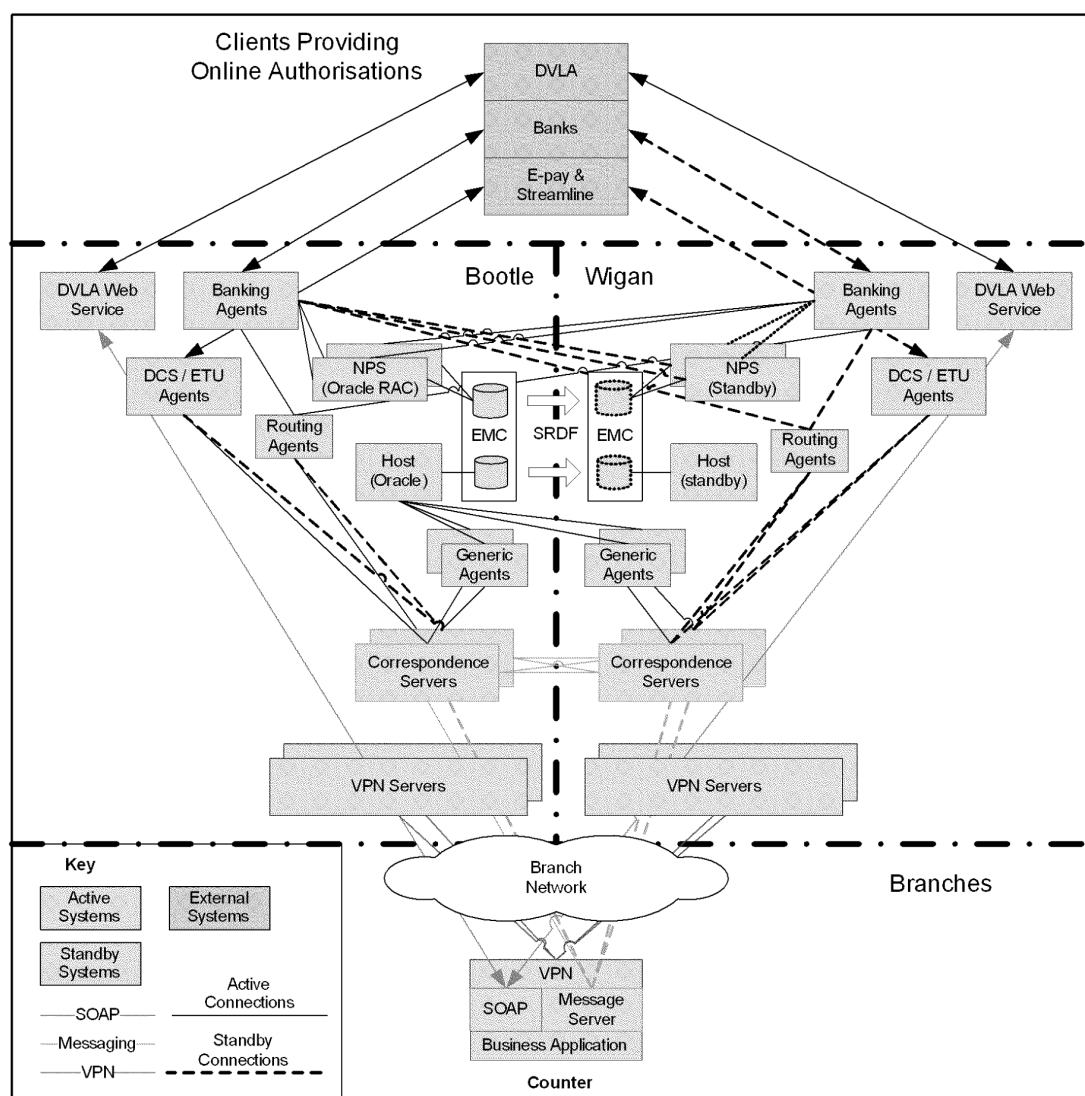 Clients Providing
Online Authorisations
DVLA
Banks
E-pay &
Streamline
Bootle
Wigan
DVLA Web
Service
Banking
Agents
Banking
Agents
DVLA Web
Service
DCS / ETU
Agents
NPS
(Oracle RAC)
NPS
(Standby)
DCS / ETU
Agents
Routing
Agents
EMC
SRDF
EMC
Routing
Agents
Host
(Oracle)
Host
(standby)
Generic
Agents
Generic
Agents
Correspondence
Servers
Correspondence
Servers
VPN Servers
VPN Servers
Branch
Network
Branches
Key
Active
Systems
External
Systems
Standby
Systems
Active
Connections
SOAP
Messaging
Standby
Connections
VPN
VPN
SOAP
Message
Server
Business Application
Counter